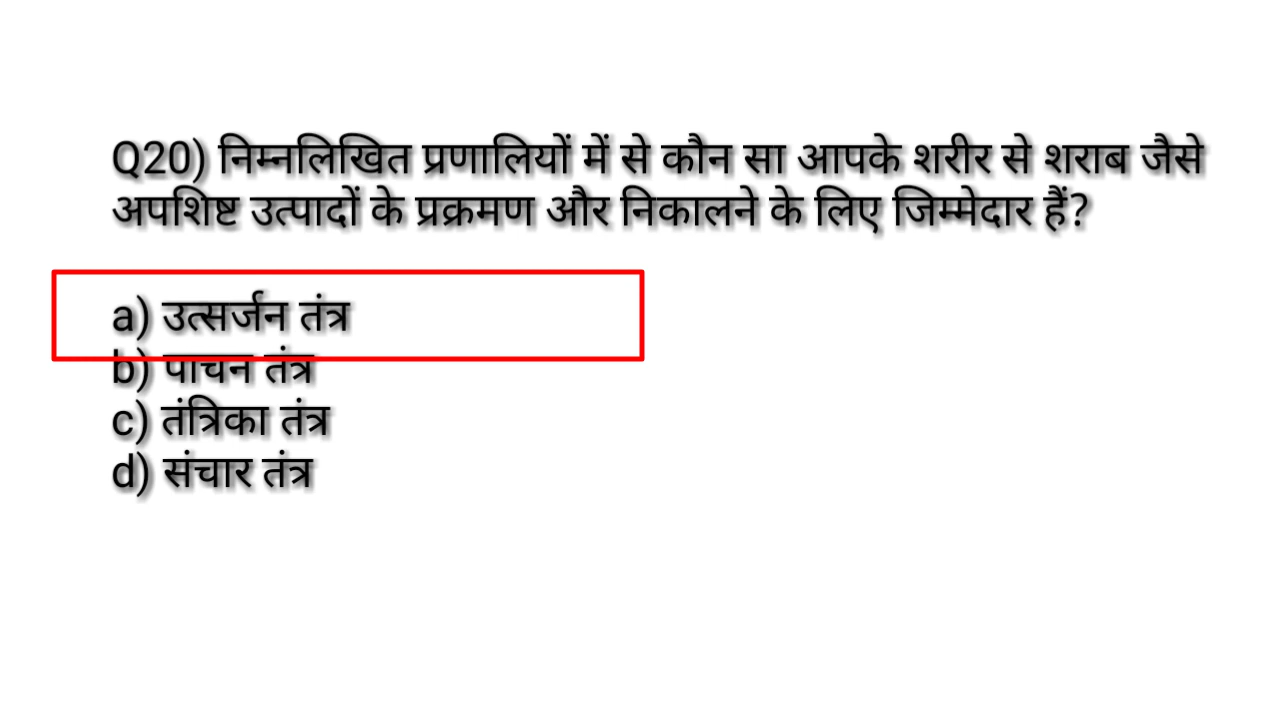 Q20) निम्नलिखित प्रणालियों में से कौन सा आपके शरीर से शराब जैसे
अपशिष्ट उत्पादों के प्रक्रमण और निकालने के लिए जिम्मेदार हैं?
a) उत्सर्जन तंत्र
b) पाचन तंत्र
c) तंत्रिका तंत्र
d) संचार तंत्र